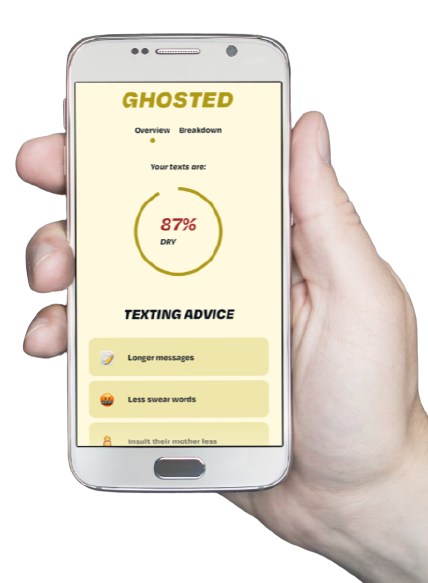 GHOSTED
Overview Breakdown
Your texts are:
87%
DRY
TEXTING ADVICE
Longer messages
Less swear words
Insult their mother less